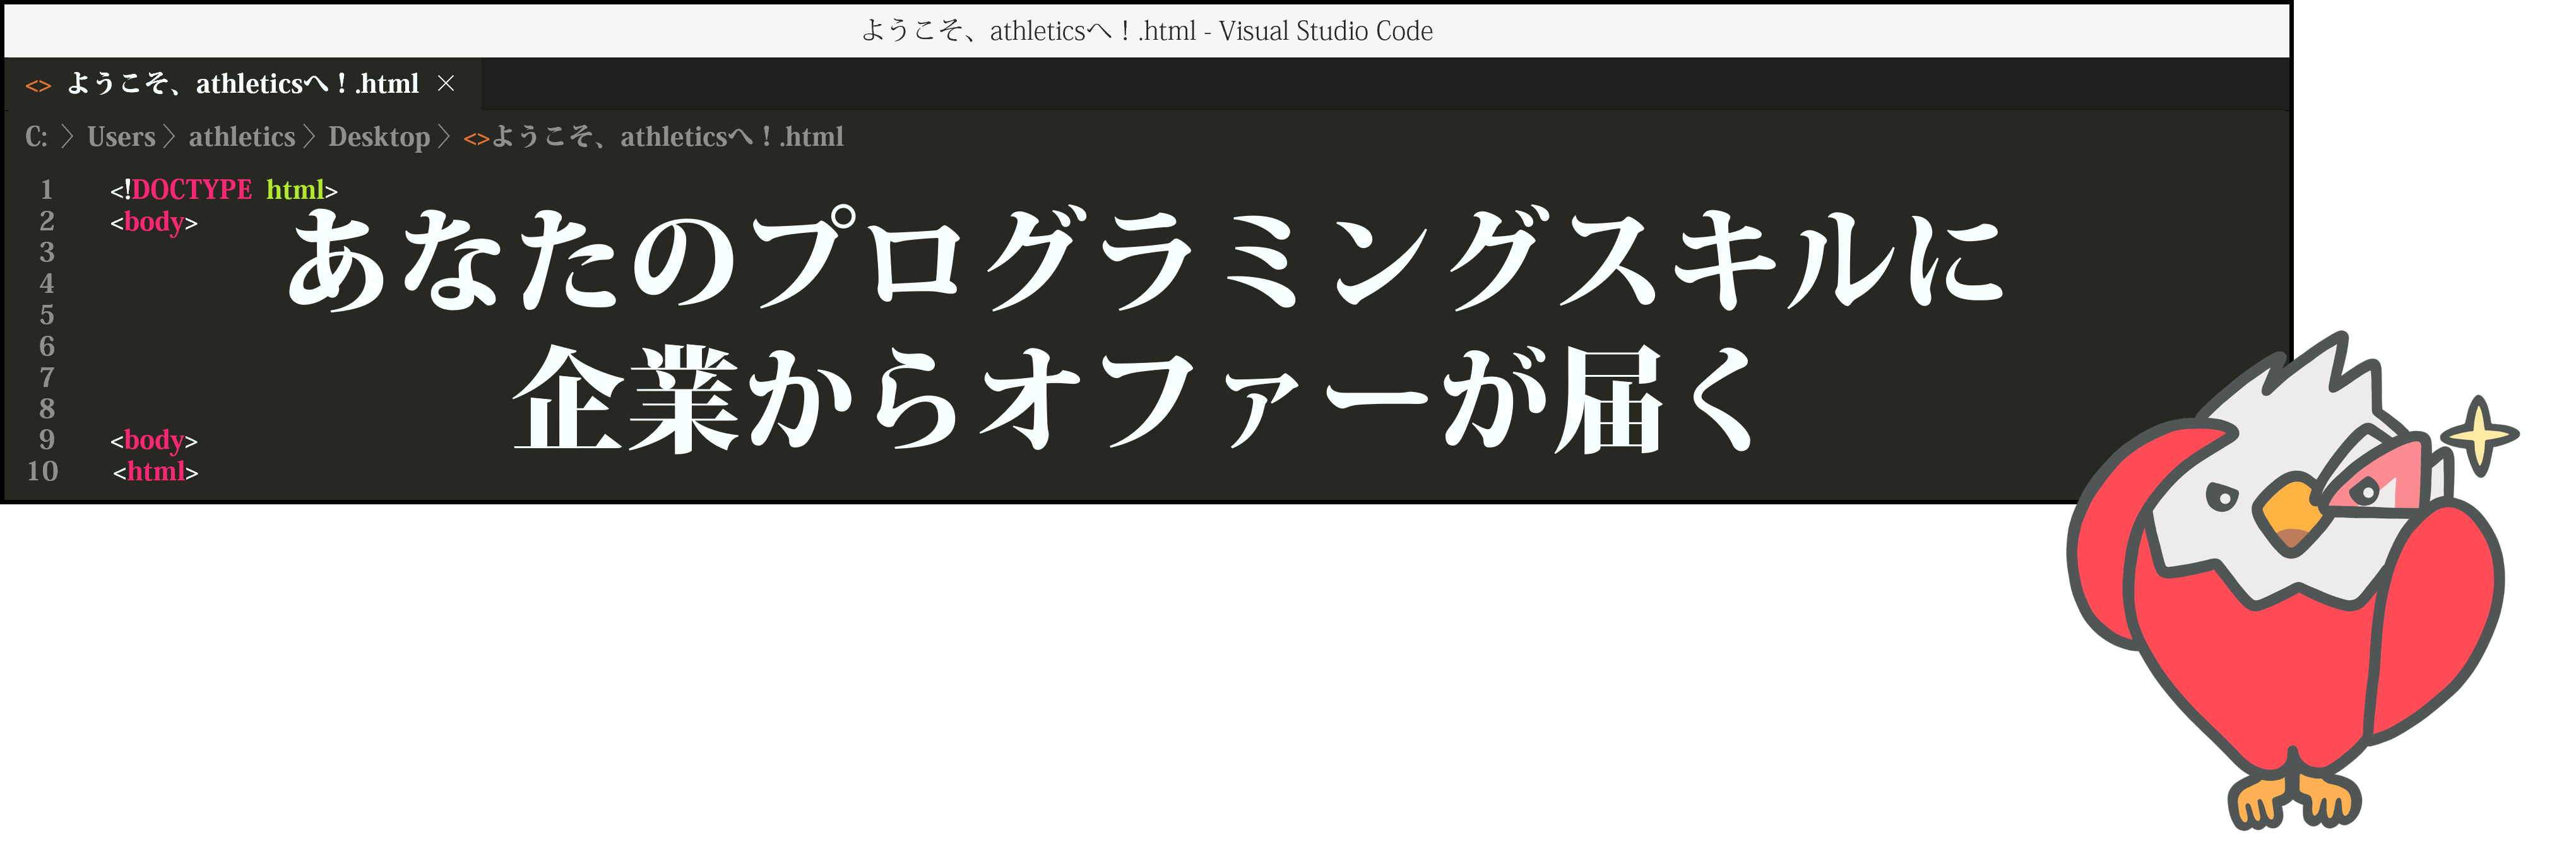 ようこそ、athleticsへ！.html - Visual Studio Code
<> ようこそ、athleticsへ！.html ×
C: 〉Users〉athletics〉Desktop〉<>ようこそ、athleticsへ！.html
1 <!DOCTYPE html>
2 <body>
あなたのプログラミングスキルに
3
4
5
6
企業からオファーが届く
7
8
9 <body>
10 <html>